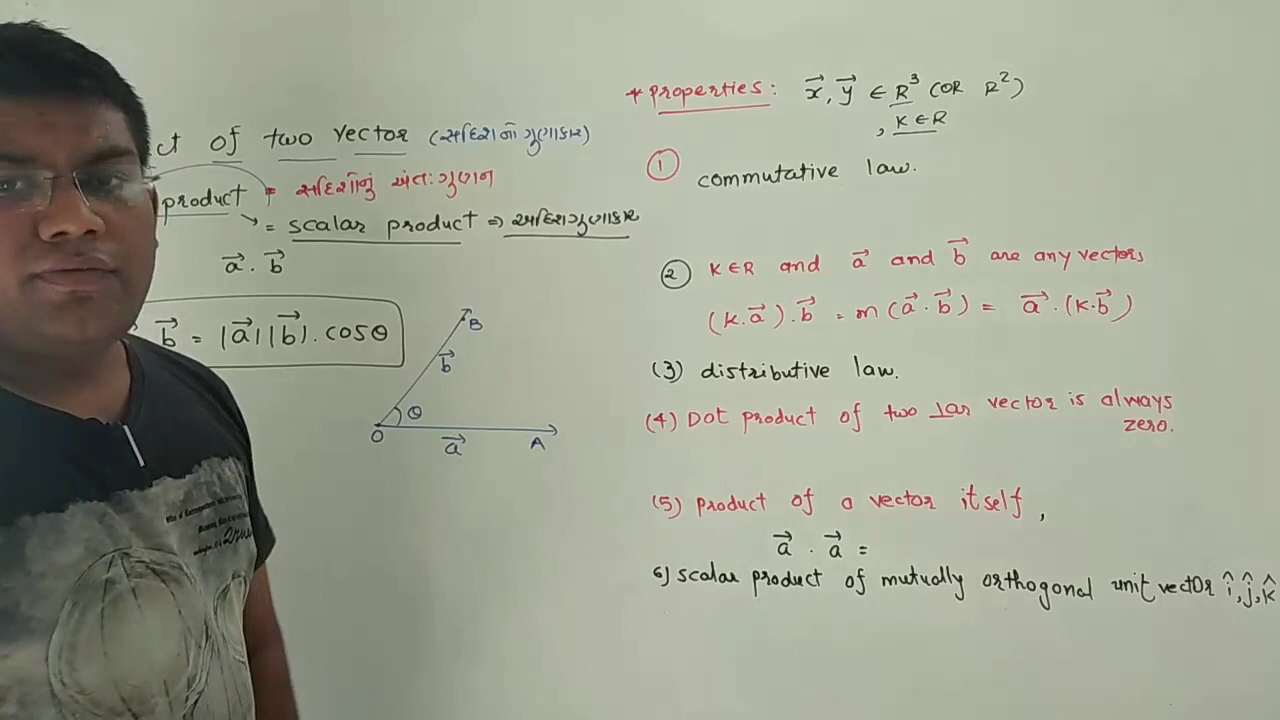 ct of two vector (સદિશનો ગુણાકાર)
product = સદિશોનું અંતઃગુણન
= scalar product ⇒ અદિશગુણાકાર
a⃗ . b⃗
b⃗ = |a⃗||b⃗|.cosθ
B
b⃗
θ
O a⃗ A
* properties: x⃗, y⃗ ∈ R³ (OR R²)
, K∈R
① commutative law.
② K∈R and a⃗ and b⃗ are any vectors
(K.a⃗).b⃗ = m(a⃗.b⃗) = a⃗.(K.b⃗)
(3) distributive law.
(4) Dot product of two ⊥ar vector is always
zero.
(5) product of a vector itself,
a⃗ . a⃗ =
6) scalar product of mutually orthogonal unit vector î, ĵ, k̂